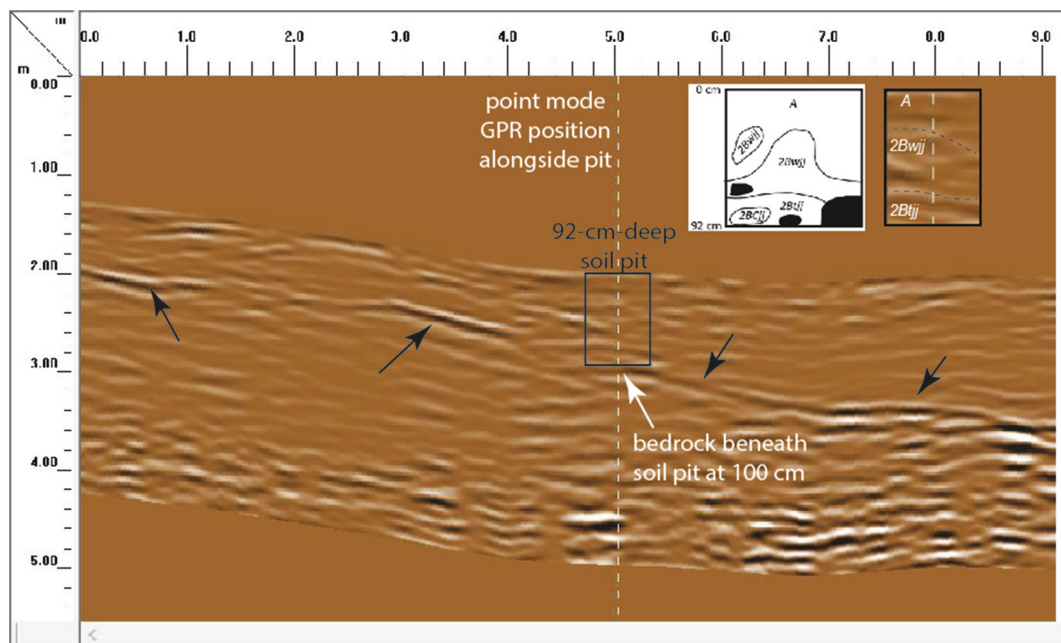 m
0.0 1.0 2.0 3.0 4.0 5.0 6.0 7.0 8.0 9.0
m
0.00
1.00
2.00
3.00
4.00
5.00
point mode
GPR position
alongside pit
92-cm-deep
soil pit
bedrock beneath
soil pit at 100 cm
0 cm
A
2Bwjj
2Bwjj
2Btjj
2BCjj
92 cm
A
2Bwjj
2Btjj
<